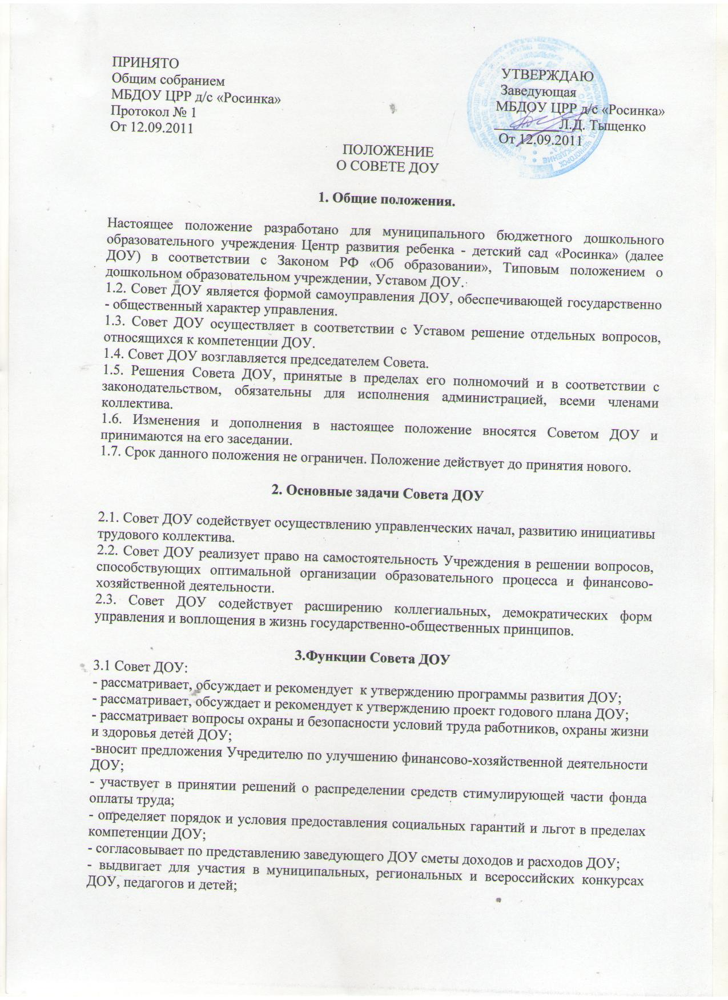 ПРИНЯТО
Общим собранием
МБДОУ ЦРР д/с «Росинка»
Протокол № 1
От 12.09.2011
УТВЕРЖДАЮ
Заведующая
МБДОУ ЦРР д/с «Росинка»
_________Л.Д. Тыщенко
От 12.09.2011
ПОЛОЖЕНИЕ
О СОВЕТЕ ДОУ
1. Общие положения.
Настоящее положение разработано для муниципального бюджетного дошкольного
образовательного учреждения Центр развития ребенка - детский сад «Росинка» (далее
ДОУ) в соответствии с Законом РФ «Об образовании», Типовым положением о
дошкольном образовательном учреждении, Уставом ДОУ.
1.2. Совет ДОУ является формой самоуправления ДОУ, обеспечивающей государственно
- общественный характер управления.
1.3. Совет ДОУ осуществляет в соответствии с Уставом решение отдельных вопросов,
относящихся к компетенции ДОУ.
1.4. Совет ДОУ возглавляется председателем Совета.
1.5. Решения Совета ДОУ, принятые в пределах его полномочий и в соответствии с
законодательством, обязательны для исполнения администрацией, всеми членами
коллектива.
1.6. Изменения и дополнения в настоящее положение вносятся Советом ДОУ и
принимаются на его заседании.
1.7. Срок данного положения не ограничен. Положение действует до принятия нового.
2. Основные задачи Совета ДОУ
2.1. Совет ДОУ содействует осуществлению управленческих начал, развитию инициативы
трудового коллектива.
2.2. Совет ДОУ реализует право на самостоятельность Учреждения в решении вопросов,
способствующих оптимальной организации образовательного процесса и финансово-
хозяйственной деятельности.
2.3. Совет ДОУ содействует расширению коллегиальных, демократических форм
управления и воплощения в жизнь государственно-общественных принципов.
3.Функции Совета ДОУ
3.1 Совет ДОУ:
- рассматривает, обсуждает и рекомендует к утверждению программы развития ДОУ;
- рассматривает, обсуждает и рекомендует к утверждению проект годового плана ДОУ;
- рассматривает вопросы охраны и безопасности условий труда работников, охраны жизни
и здоровья детей ДОУ;
-вносит предложения Учредителю по улучшению финансово-хозяйственной деятельности
ДОУ;
- участвует в принятии решений о распределении средств стимулирующей части фонда
оплаты труда;
- определяет порядок и условия предоставления социальных гарантий и льгот в пределах
компетенции ДОУ;
- согласовывает по представлению заведующего ДОУ сметы доходов и расходов ДОУ;
- выдвигает для участия в муниципальных, региональных и всероссийских конкурсах
ДОУ, педагогов и детей;